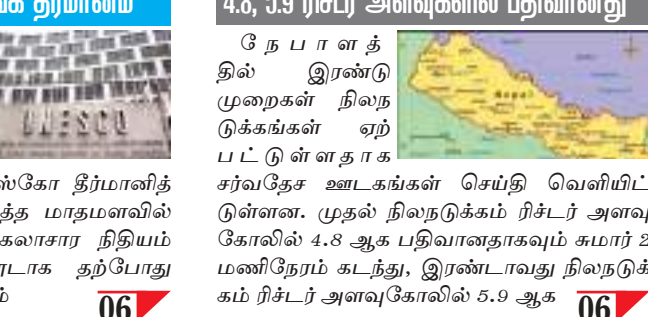 UNESCO
ஸ்கோ தீர்மானித்
த்த மாதமளவில்
கலாசார நிதியம்
ஊடாக தற்போது
ம்
06
4.8, 5.9 ரிச்டர் அளவுகளில் பதிவானது
நேபாளத்
தில் இரண்டு
முறைகள் நிலந
டுக்கங்கள் ஏற்
பட்டுள்ளதாக
Nepal
சர்வதேச ஊடகங்கள் செய்தி வெளியிட்
டுள்ளன. முதல் நிலநடுக்கம் ரிச்டர் அளவு
கோலில் 4.8 ஆக பதிவானதாகவும் சுமார் 2
மணிநேரம் கடந்து, இரண்டாவது நிலநடுக்
கம் ரிச்டர் அளவுகோலில் 5.9 ஆக
06